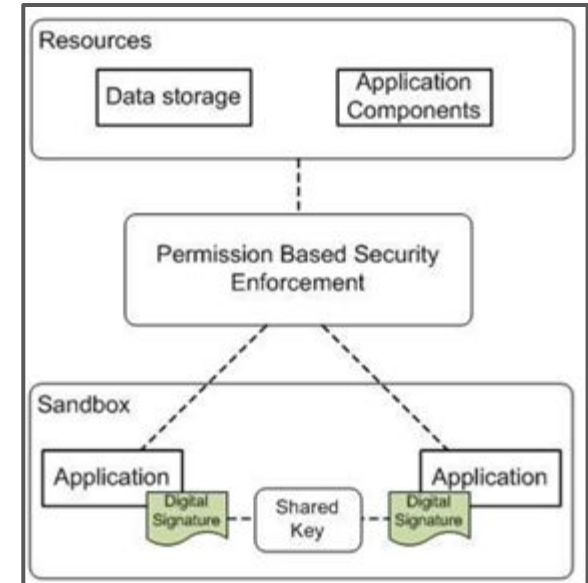 Resources
Data storage
Application
Components
Permission Based Security
Enforcement
Sandbox
Application
Digital
Signature
Shared
Key
Application
Digital
Signature